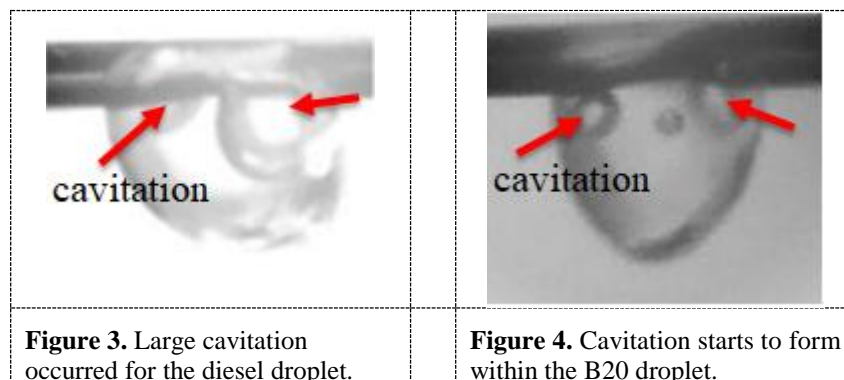 cavitation
cavitation
Figure 3. Large cavitation
occurred for the diesel droplet.
Figure 4. Cavitation starts to form
within the B20 droplet.